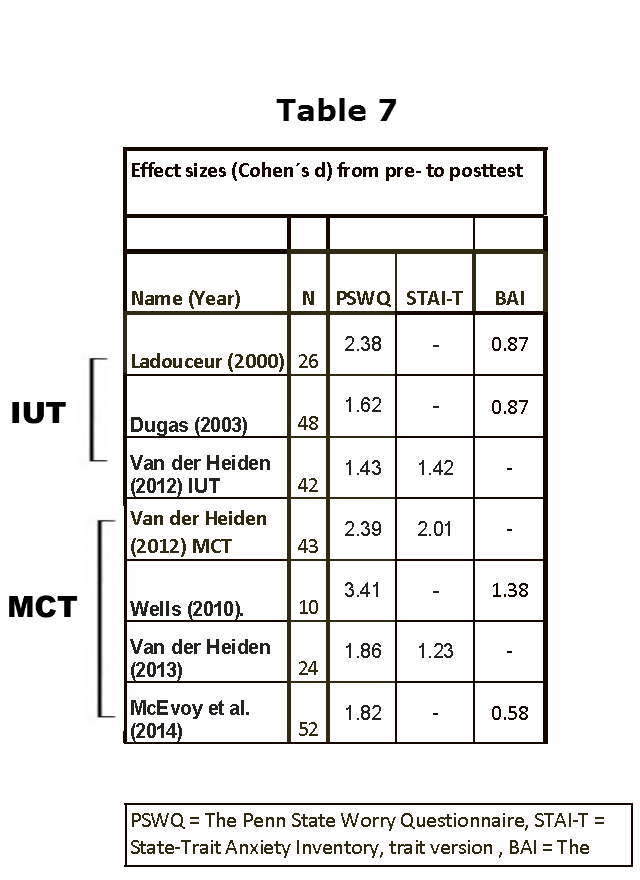 Table 7
Effect sizes (Cohen´s d) from pre- to posttest
Name (Year) N PSWQ STAI-T BAI
Ladouceur (2000) 26 2.38 - 0.87
IUT
Dugas (2003) 48 1.62 - 0.87
Van der Heiden
(2012) IUT 42 1.43 1.42 -
Van der Heiden
(2012) MCT 43 2.39 2.01 -
MCT
Wells (2010). 10 3.41 - 1.38
Van der Heiden
(2013) 24 1.86 1.23 -
McEvoy et al.
(2014) 52 1.82 - 0.58
PSWQ = The Penn State Worry Questionnaire, STAI-T =
State-Trait Anxiety Inventory, trait version , BAI = The